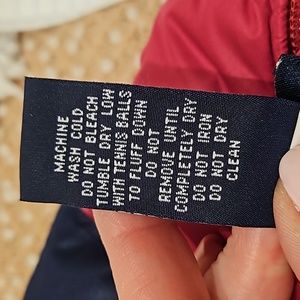 MACHINE
WASH COLD
DO NOT BLEACH
TUMBLE DRY LOW
WITH TENNIS BALLS
TO FLUFF DOWN
DO NOT
REMOVE UNTIL
COMPLETELY DRY
DO NOT IRON
DO NOT DRY
CLEAN